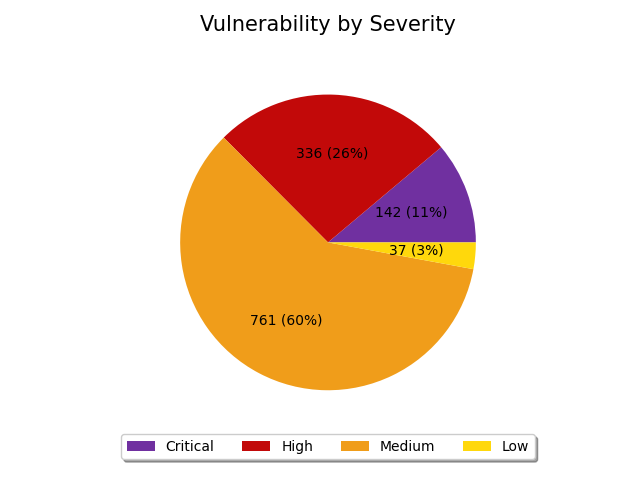 Vulnerability by Severity
336 (26%)
142 (11%)
37 (3%)
761 (60%)
Critical High Medium Low